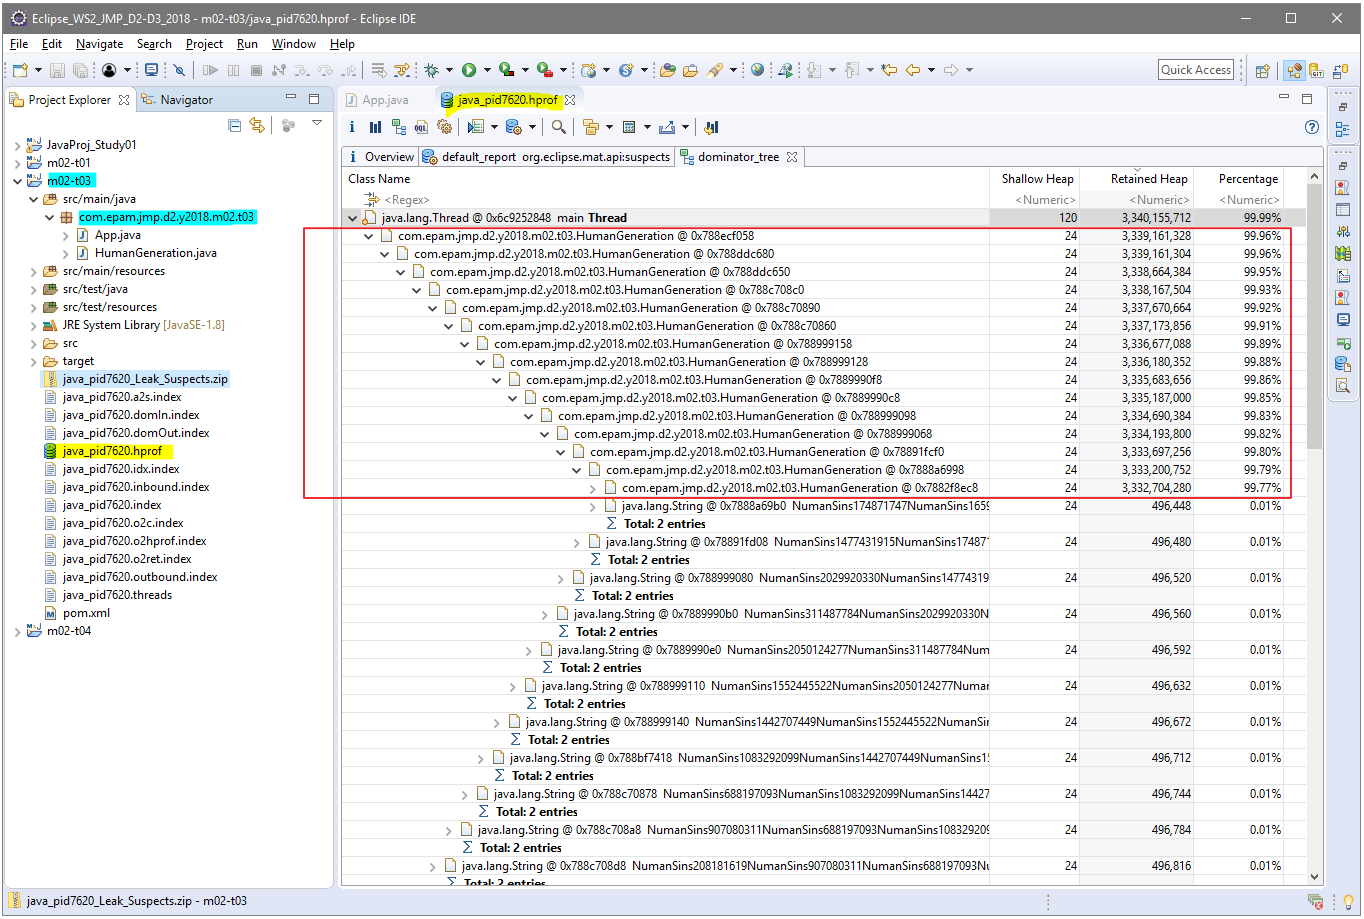 Eclipse_WS2_JMP_D2-D3_2018 - m02-t03/java_pid7620.hprof - Eclipse IDE
File Edit Navigate Search Project Run Window Help
Quick Access
Project Explorer Navigator
JavaProj_Study01
m02-t01
m02-t03
src/main/java
com.epam.jmp.d2.y2018.m02.t03
App.java
HumanGeneration.java
src/main/resources
src/test/java
src/test/resources
JRE System Library [JavaSE-1.8]
src
target
java_pid7620_Leak_Suspects.zip
java_pid7620.a2s.index
java_pid7620.domIn.index
java_pid7620.domOut.index
java_pid7620.hprof
java_pid7620.idx.index
java_pid7620.inbound.index
java_pid7620.index
java_pid7620.o2c.index
java_pid7620.o2hprof.index
java_pid7620.o2ret.index
java_pid7620.outbound.index
java_pid7620.threads
pom.xml
m02-t04
App.java java_pid7620.hprof
Overview default_report org.eclipse.mat.api:suspects dominator_tree
Class Name Shallow Heap Retained Heap Percentage
<Regex> <Numeric> <Numeric> <Numeric>
java.lang.Thread @ 0x6c9252848 main Thread 120 3,340,155,712 99.99%
com.epam.jmp.d2.y2018.m02.t03.HumanGeneration @ 0x788ecf058 24 3,339,161,328 99.96%
com.epam.jmp.d2.y2018.m02.t03.HumanGeneration @ 0x788ddc680 24 3,339,161,304 99.96%
com.epam.jmp.d2.y2018.m02.t03.HumanGeneration @ 0x788ddc650 24 3,338,664,384 99.95%
com.epam.jmp.d2.y2018.m02.t03.HumanGeneration @ 0x788c708c0 24 3,338,167,504 99.93%
com.epam.jmp.d2.y2018.m02.t03.HumanGeneration @ 0x788c70890 24 3,337,670,664 99.92%
com.epam.jmp.d2.y2018.m02.t03.HumanGeneration @ 0x788c70860 24 3,337,173,856 99.91%
com.epam.jmp.d2.y2018.m02.t03.HumanGeneration @ 0x788999158 24 3,336,677,088 99.89%
com.epam.jmp.d2.y2018.m02.t03.HumanGeneration @ 0x788999128 24 3,336,180,352 99.88%
com.epam.jmp.d2.y2018.m02.t03.HumanGeneration @ 0x7889990f8 24 3,335,683,656 99.86%
com.epam.jmp.d2.y2018.m02.t03.HumanGeneration @ 0x7889990c8 24 3,335,187,000 99.85%
com.epam.jmp.d2.y2018.m02.t03.HumanGeneration @ 0x788999098 24 3,334,690,384 99.83%
com.epam.jmp.d2.y2018.m02.t03.HumanGeneration @ 0x788999068 24 3,334,193,800 99.82%
com.epam.jmp.d2.y2018.m02.t03.HumanGeneration @ 0x78891fcf0 24 3,333,697,256 99.80%
com.epam.jmp.d2.y2018.m02.t03.HumanGeneration @ 0x7888a6998 24 3,333,200,752 99.79%
com.epam.jmp.d2.y2018.m02.t03.HumanGeneration @ 0x7882f8ec8 24 3,332,704,280 99.77%
java.lang.String @ 0x7888a69b0 NumanSins174871747NumanSins1659 24 496,448 0.01%
Total: 2 entries
java.lang.String @ 0x78891fd08 NumanSins1477431915NumanSins174871 24 496,480 0.01%
Total: 2 entries
java.lang.String @ 0x788999080 NumanSins2029920330NumanSins14774319 24 496,520 0.01%
Total: 2 entries
java.lang.String @ 0x7889990b0 NumanSins311487784NumanSins2029920330N 24 496,560 0.01%
Total: 2 entries
java.lang.String @ 0x7889990e0 NumanSins2050124277NumanSins311487784Num 24 496,592 0.01%
Total: 2 entries
java.lang.String @ 0x788999110 NumanSins1552445522NumanSins2050124277Numan 24 496,632 0.01%
Total: 2 entries
java.lang.String @ 0x788999140 NumanSins1442707449NumanSins1552445522NumanSi 24 496,672 0.01%
Total: 2 entries
java.lang.String @ 0x788bf7418 NumanSins1083292099NumanSins1442707449NumanSins15 24 496,712 0.01%
Total: 2 entries
java.lang.String @ 0x788c70878 NumanSins688197093NumanSins1083292099NumanSins14427 24 496,744 0.01%
Total: 2 entries
java.lang.String @ 0x788c708a8 NumanSins907080311NumanSins688197093NumanSins108329209 24 496,784 0.01%
Total: 2 entries
java.lang.String @ 0x788c708d8 NumanSins208181619NumanSins907080311NumanSins688197093Nu 24 496,816 0.01%
Total: 2 entries
java_pid7620_Leak_Suspects.zip - m02-t03